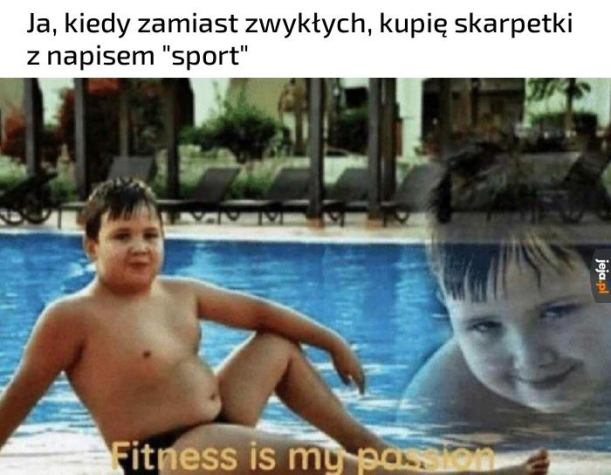 Ja, kiedy zamiast zwykłych, kupię skarpetki
z napisem "sport"
jeja.pl
Fitness is my passion